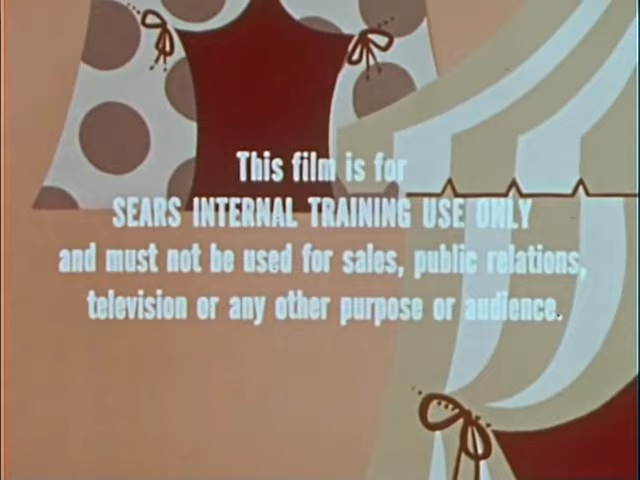 This film is for
SEARS INTERNAL TRAINING USE ONLY
and must not be used for sales, public relations,
television or any other purpose or audience.